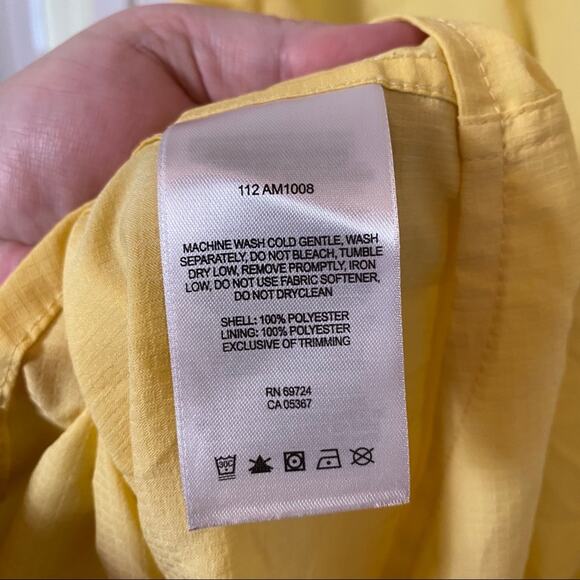 112 AM1008
MACHINE WASH COLD GENTLE, WASH
SEPARATELY, DO NOT BLEACH, TUMBLE
DRY LOW, REMOVE PROMPTLY, IRON
LOW, DO NOT USE FABRIC SOFTENER,
DO NOT DRYCLEAN
SHELL: 100% POLYESTER
LINING: 100% POLYESTER
EXCLUSIVE OF TRIMMING
RN 69724
CA 05367
30C